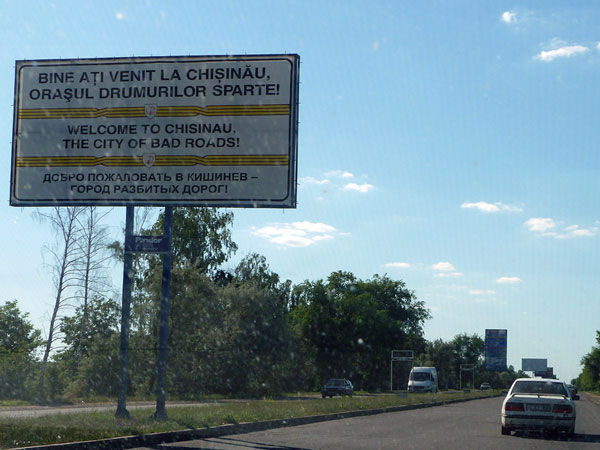 BINE AȚI VENIT LA CHIȘINĂU,
ORAȘUL DRUMURILOR SPARTE!
WELCOME TO CHISINAU,
THE CITY OF BAD ROADS!
ДОБРО ПОЖАЛОВАТЬ В КИШИНЕВ –
ГОРОД РАЗБИТЫХ ДОРОГ!